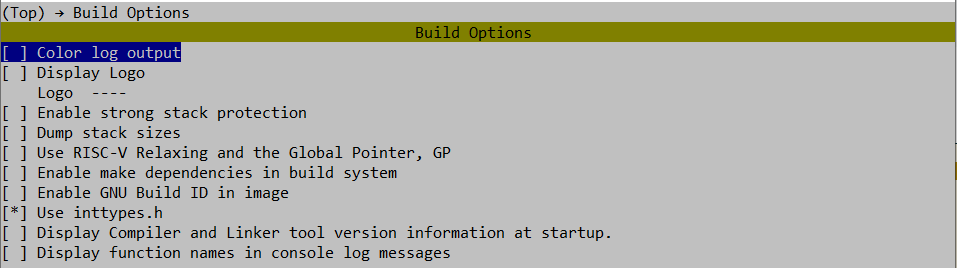 (Top) → Build Options
Build Options
[ ] Color log output
[ ] Display Logo
Logo ----
[ ] Enable strong stack protection
[ ] Dump stack sizes
[ ] Use RISC-V Relaxing and the Global Pointer, GP
[ ] Enable make dependencies in build system
[ ] Enable GNU Build ID in image
[*] Use inttypes.h
[ ] Display Compiler and Linker tool version information at startup.
[ ] Display function names in console log messages